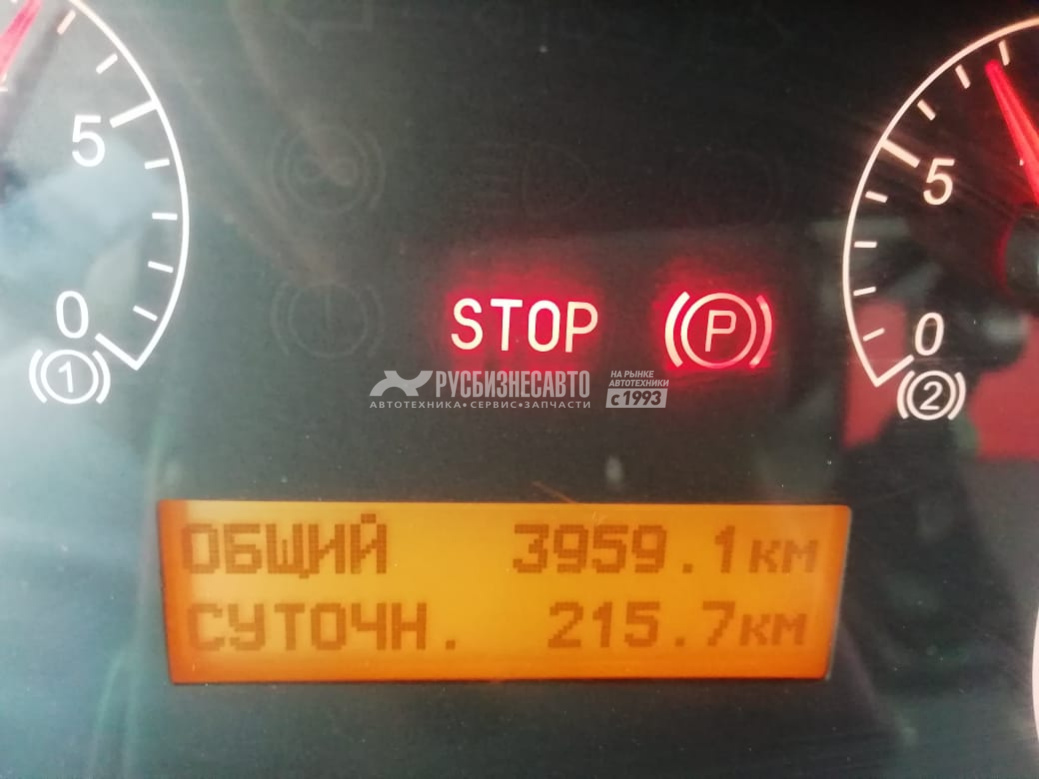 5
5
0
0
1
2
STOP
P
РУСБИЗНЕСАВТО
АВТОТЕХНИКА • СЕРВИС • ЗАПЧАСТИ
НА РЫНКЕ
АВТОТЕХНИКИ
с 1993
ОБЩИЙ 3959.1км
СУТОЧН. 215.7км